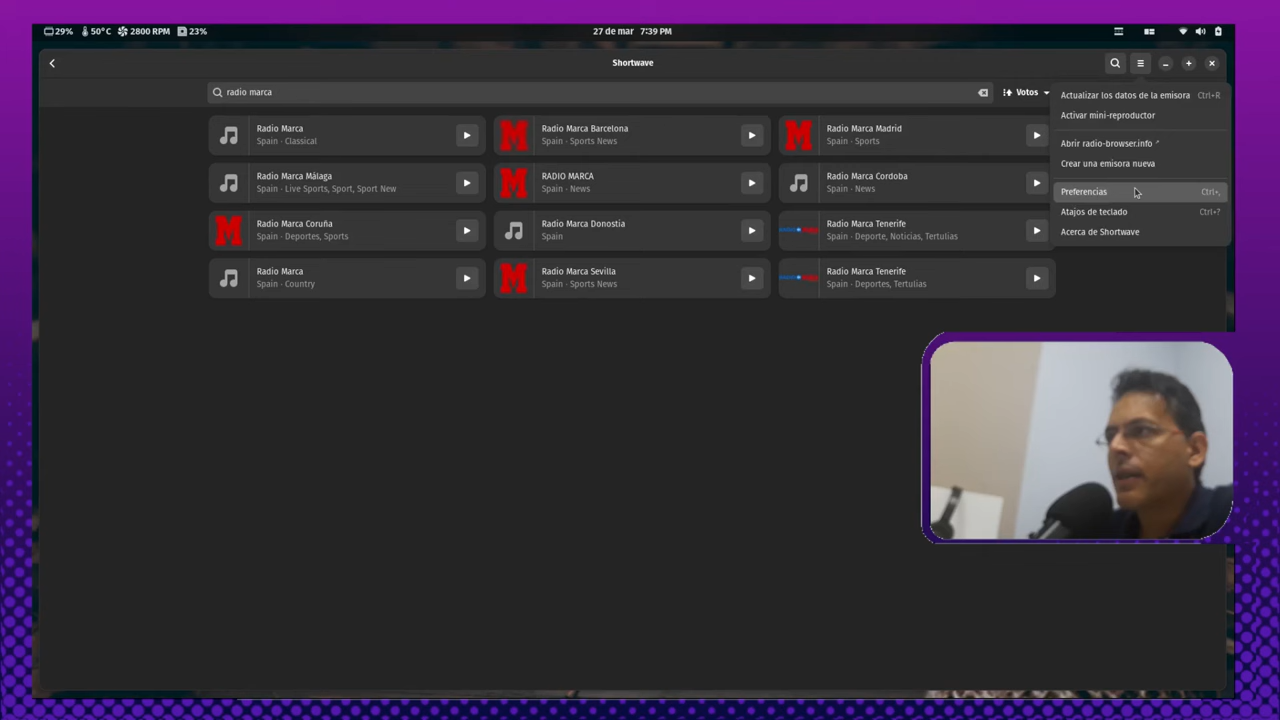 29% 50°C 2800 RPM 23%
27 de mar 7:39 PM
Shortwave
radio marca
Votos
Actualizar los datos de la emisora Ctrl+R
Activar mini-reproductor
Abrir radio-browser.info
Crear una emisora nueva
Preferencias Ctrl+,
Atajos de teclado Ctrl+?
Acerca de Shortwave
Radio Marca
Spain · Classical
Radio Marca Barcelona
Spain · Sports News
Radio Marca Madrid
Spain · Sports
Radio Marca Málaga
Spain · Live Sports, Sport, Sport New
RADIO MARCA
Spain · News
Radio Marca Cordoba
Spain · News
Radio Marca Coruña
Spain · Deportes, Sports
Radio Marca Donostia
Spain
Radio Marca Tenerife
Spain · Deporte, Noticias, Tertulias
Radio Marca
Spain · Country
Radio Marca Sevilla
Spain · Sports News
Radio Marca Tenerife
Spain · Deportes, Tertulias
M
M
M
M
M